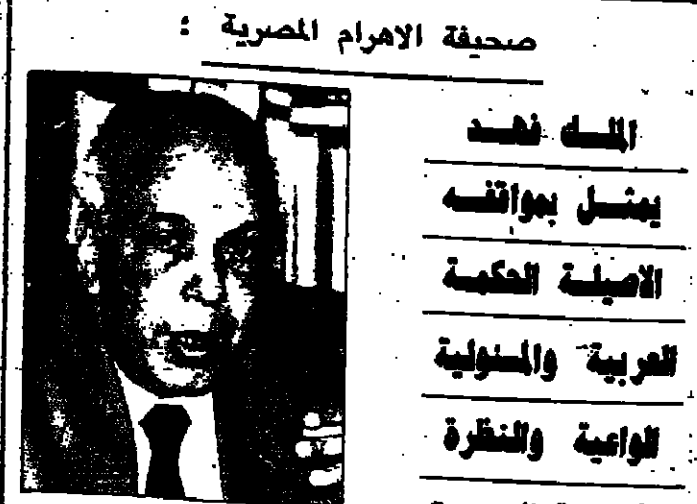 صحيفة الاهرام المصرية :
الملك فهد
يمثل بمواقفه
الاصيلة الحكمة
العربية والمسئولية
الواعية والنظرة